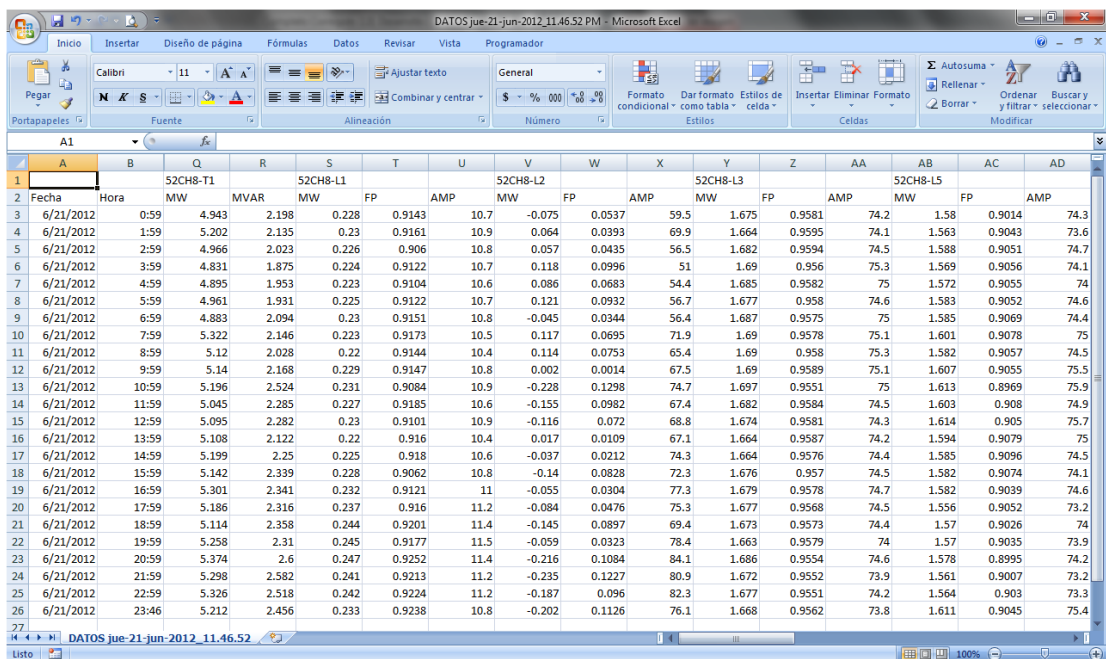 DATOS jue-21-jun-2012_11.46.52 PM - Microsoft Excel
Inicio Insertar Diseño de página Fórmulas Datos Revisar Vista Programador
Pegar
Portapapeles
Calibri 11
N K S
Fuente
Ajustar texto
Combinar y centrar
Alineación
General
$ % 000
Número
Formato condicional Dar formato como tabla Estilos de celda
Estilos
Insertar Eliminar Formato
Celdas
Σ Autosuma
Rellenar
Borrar
Ordenar y filtrar Buscar y seleccionar
Modificar
A1 fx
A B Q R S T U V W X Y Z AA AB AC AD
1 52CH8-T1 52CH8-L1 52CH8-L2 52CH8-L3 52CH8-L5
2 Fecha Hora MW MVAR MW FP AMP MW FP AMP MW FP AMP MW FP AMP
3 6/21/2012 0:59 4.943 2.198 0.228 0.9143 10.7 -0.075 0.0537 59.5 1.675 0.9581 74.2 1.58 0.9014 74.3
4 6/21/2012 1:59 5.202 2.135 0.23 0.9161 10.9 0.064 0.0393 69.9 1.664 0.9595 74.1 1.563 0.9043 73.6
5 6/21/2012 2:59 4.966 2.023 0.226 0.906 10.8 0.057 0.0435 56.5 1.682 0.9594 74.5 1.588 0.9051 74.7
6 6/21/2012 3:59 4.831 1.875 0.224 0.9122 10.7 0.118 0.0996 51 1.69 0.956 75.3 1.569 0.9056 74.1
7 6/21/2012 4:59 4.895 1.953 0.223 0.9104 10.6 0.086 0.0683 54.4 1.685 0.9582 75 1.572 0.9055 74
8 6/21/2012 5:59 4.961 1.931 0.225 0.9122 10.7 0.121 0.0932 56.7 1.677 0.958 74.6 1.583 0.9052 74.6
9 6/21/2012 6:59 4.883 2.094 0.23 0.9151 10.8 -0.045 0.0344 56.4 1.687 0.9575 75 1.585 0.9069 74.4
10 6/21/2012 7:59 5.322 2.146 0.223 0.9173 10.5 0.117 0.0695 71.9 1.69 0.9578 75.1 1.601 0.9078 75
11 6/21/2012 8:59 5.12 2.028 0.22 0.9144 10.4 0.114 0.0753 65.4 1.69 0.958 75.3 1.582 0.9057 74.5
12 6/21/2012 9:59 5.14 2.168 0.229 0.9147 10.8 0.002 0.0014 67.5 1.69 0.9589 75.1 1.607 0.9055 75.5
13 6/21/2012 10:59 5.196 2.524 0.231 0.9084 10.9 -0.228 0.1298 74.7 1.697 0.9551 75 1.613 0.8969 75.9
14 6/21/2012 11:59 5.045 2.285 0.227 0.9185 10.6 -0.155 0.0982 67.4 1.682 0.9584 74.5 1.603 0.908 74.9
15 6/21/2012 12:59 5.095 2.282 0.23 0.9101 10.9 -0.116 0.072 68.8 1.674 0.9581 74.3 1.614 0.905 75.7
16 6/21/2012 13:59 5.108 2.122 0.22 0.916 10.4 0.017 0.0109 67.1 1.664 0.9587 74.2 1.594 0.9079 75
17 6/21/2012 14:59 5.199 2.25 0.225 0.918 10.6 -0.037 0.0212 74.3 1.664 0.9576 74.4 1.585 0.9096 74.5
18 6/21/2012 15:59 5.142 2.339 0.228 0.9062 10.8 -0.14 0.0828 72.3 1.676 0.957 74.5 1.582 0.9074 74.1
19 6/21/2012 16:59 5.301 2.341 0.232 0.9121 11 -0.055 0.0304 77.3 1.679 0.9578 74.7 1.582 0.9039 74.6
20 6/21/2012 17:59 5.186 2.316 0.237 0.916 11.2 -0.084 0.0476 75.3 1.677 0.9568 74.5 1.556 0.9052 73.2
21 6/21/2012 18:59 5.114 2.358 0.244 0.9201 11.4 -0.145 0.0897 69.4 1.673 0.9573 74.4 1.57 0.9026 74
22 6/21/2012 19:59 5.258 2.31 0.245 0.9177 11.5 -0.059 0.0323 78.4 1.663 0.9579 74 1.57 0.9035 73.9
23 6/21/2012 20:59 5.374 2.6 0.247 0.9252 11.4 -0.216 0.1084 84.1 1.686 0.9554 74.6 1.578 0.8995 74.2
24 6/21/2012 21:59 5.298 2.582 0.241 0.9213 11.2 -0.235 0.1227 80.9 1.672 0.9552 73.9 1.561 0.9007 73.2
25 6/21/2012 22:59 5.326 2.518 0.242 0.9224 11.2 -0.187 0.096 82.3 1.677 0.9551 74.2 1.564 0.903 73.3
26 6/21/2012 23:46 5.212 2.456 0.233 0.9238 10.8 -0.202 0.1126 76.1 1.668 0.9562 73.8 1.611 0.9045 75.4
27
DATOS jue-21-jun-2012_11.46.52
Listo 100%